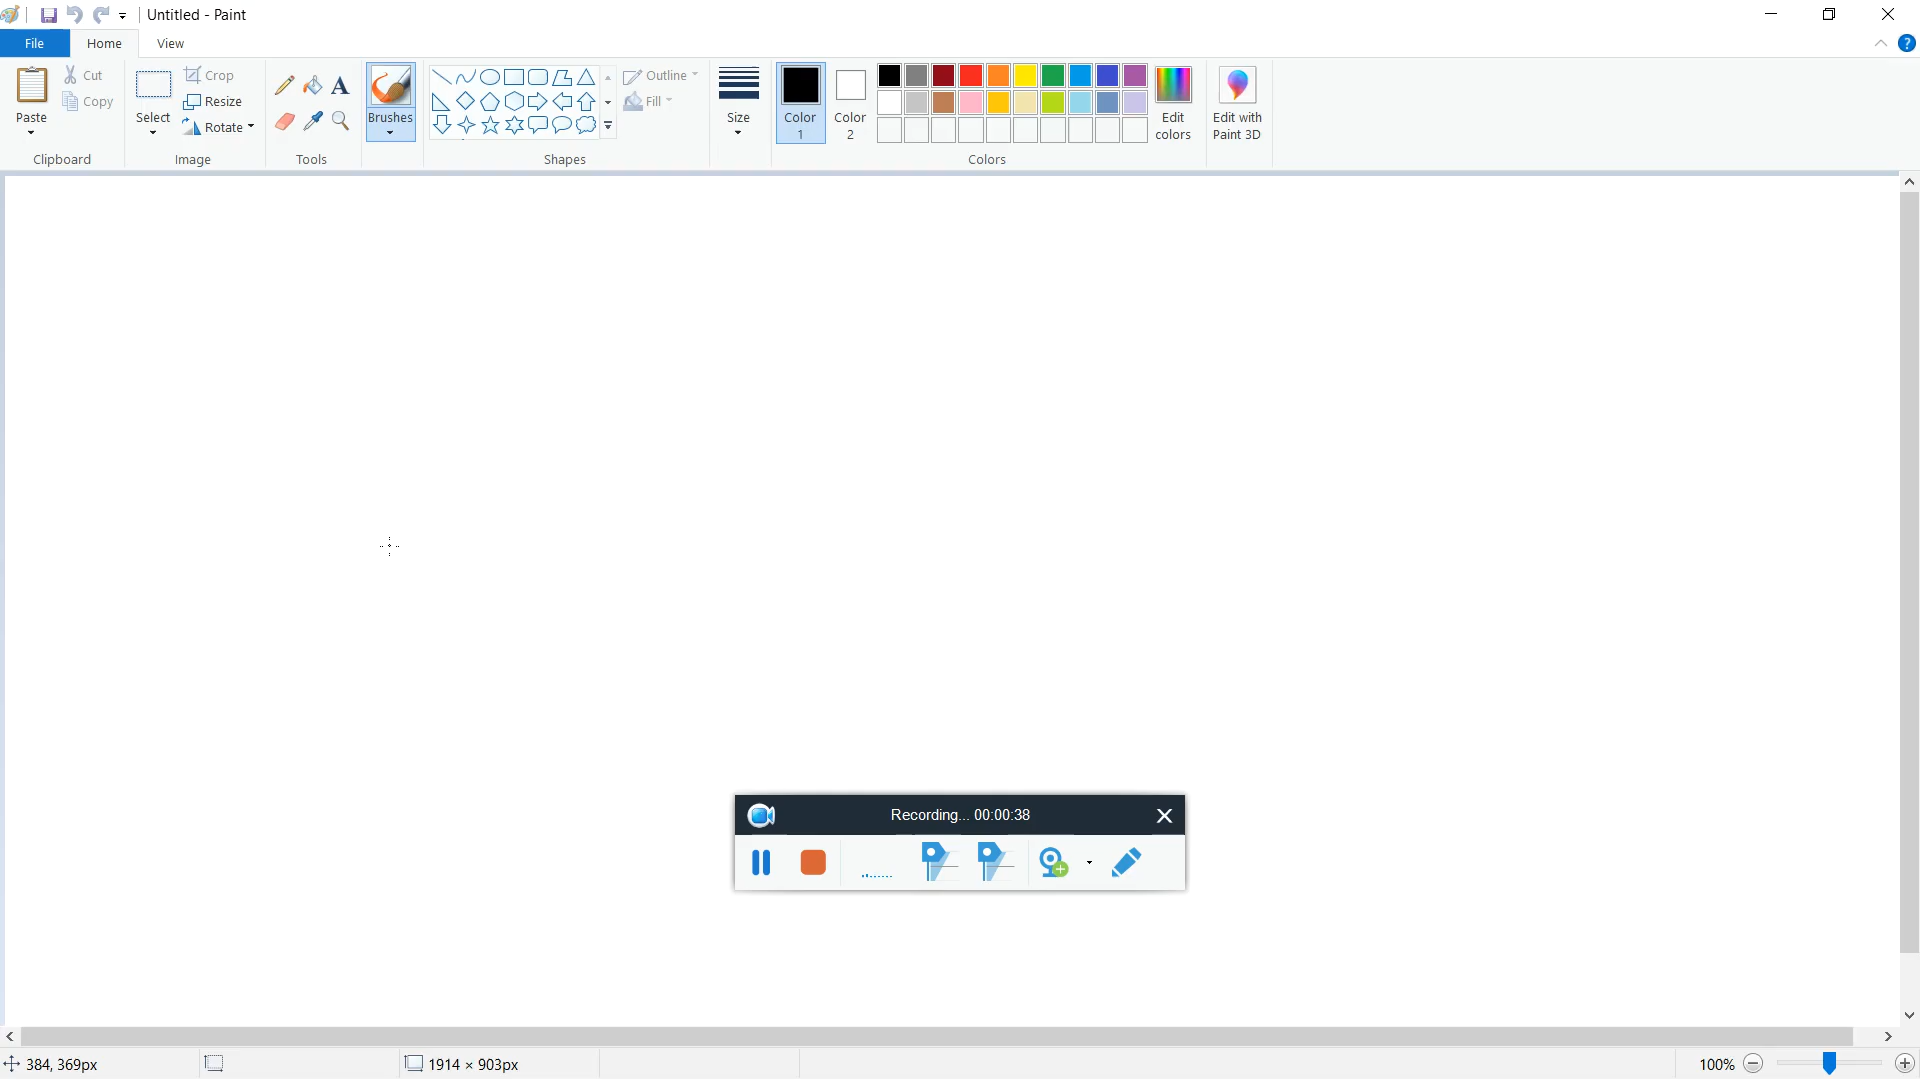 Untitled - Paint
File Home View
Paste
Cut
Copy
Clipboard
Select
Crop
Resize
Rotate
Image
A
Tools
Brushes
Shapes
Outline
Fill
Size
Color
1
Color
2
Colors
Edit
colors
Edit with
Paint 3D
?
Recording... 00:00:38
384, 369px
1914 × 903px
100%